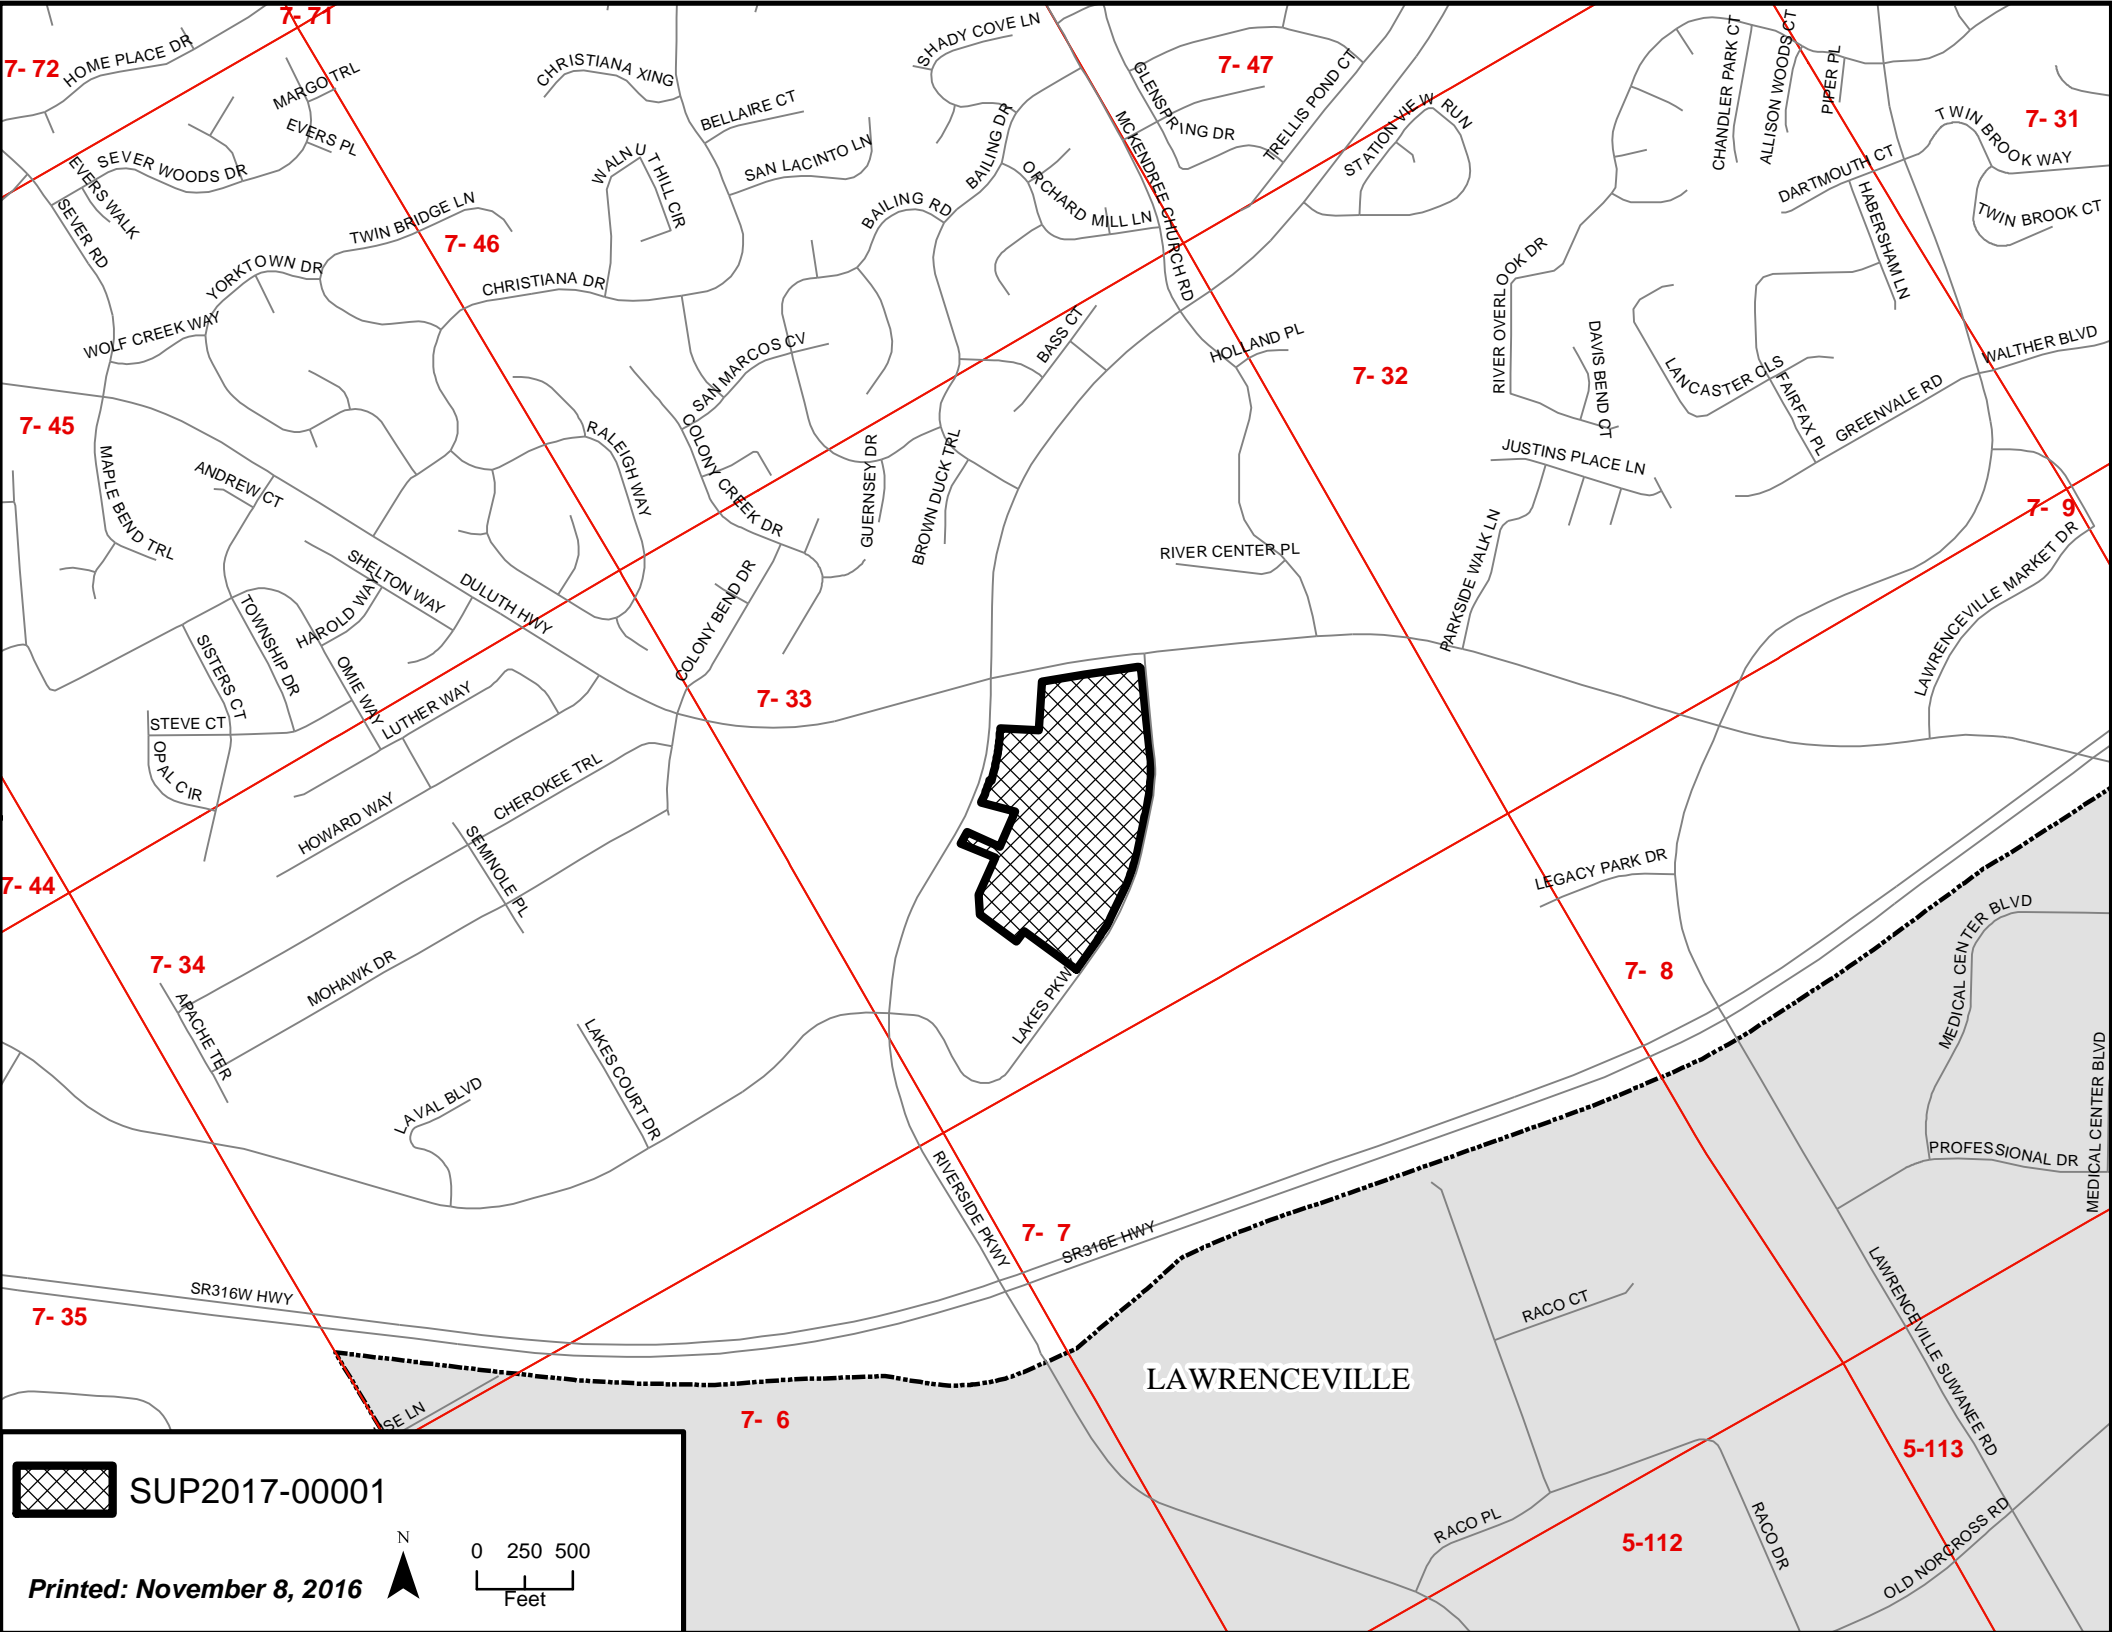 7- 71
7- 72
HOME PLACE DR
MARGO TRL
EVERS PL
SEVER WOODS DR
EVERS WALK
SEVER RD
CHRISTIANA XING
BELLAIRE CT
SAN LACINTO LN
WALNUT HILL CIR
SHADY COVE LN
BAILING DR
BAILING RD
ORCHARD MILL LN
MCKENDREE CHURCH RD
GLENSPRING DR
7- 47
TRELLIS POND CT
STATION VIEW RUN
CHANDLER PARK CT
ALLISON WOODS CT
PIPER PL
TWIN BROOK WAY
7- 31
DARTMOUTH CT
HABERSHAM LN
TWIN BROOK CT
TWIN BRIDGE LN
7- 46
YORKTOWN DR
CHRISTIANA DR
WOLF CREEK WAY
SAN MARCOS CV
BASS CT
HOLLAND PL
7- 32
RIVER OVERLOOK DR
DAVIS BEND CT
LANCASTER CLS
FAIRFAX PL
WALTHER BLVD
GREENVALE RD
7- 45
MAPLE BEND TRL
ANDREW CT
RALEIGH WAY
COLONY CREEK DR
GUERNSEY DR
BROWN DUCK TRL
JUSTINS PLACE LN
PARKSIDE WALK LN
RIVER CENTER PL
7- 9
LAWRENCEVILLE MARKET DR
SHELTON WAY
DULUTH HWY
HAROLD WAY
TOWNSHIP DR
SISTERS CT
OMIE WAY
LUTHER WAY
COLONY BEND DR
7- 33
STEVE CT
OPAL CIR
HOWARD WAY
CHEROKEE TRL
SEMINOLE PL
7- 44
7- 34
MOHAWK DR
APACHE TER
LAKES PKWY
LEGACY PARK DR
7- 8
MEDICAL CENTER BLVD
MEDICAL CENTER BLVD
PROFESSIONAL DR
LAKES COURT DR
LAVAL BLVD
RIVERSIDE PKWY
7- 7
SR316E HWY
SR316W HWY
7- 35
RACO CT
LAWRENCEVILLE SUWANEE RD
LAWRENCEVILLE
7- 6
SE LN
5-113
RACO PL
5-112
RACO DR
OLD NORCROSS RD
SUP2017-00001
N
0 250 500
Feet
Printed: November 8, 2016